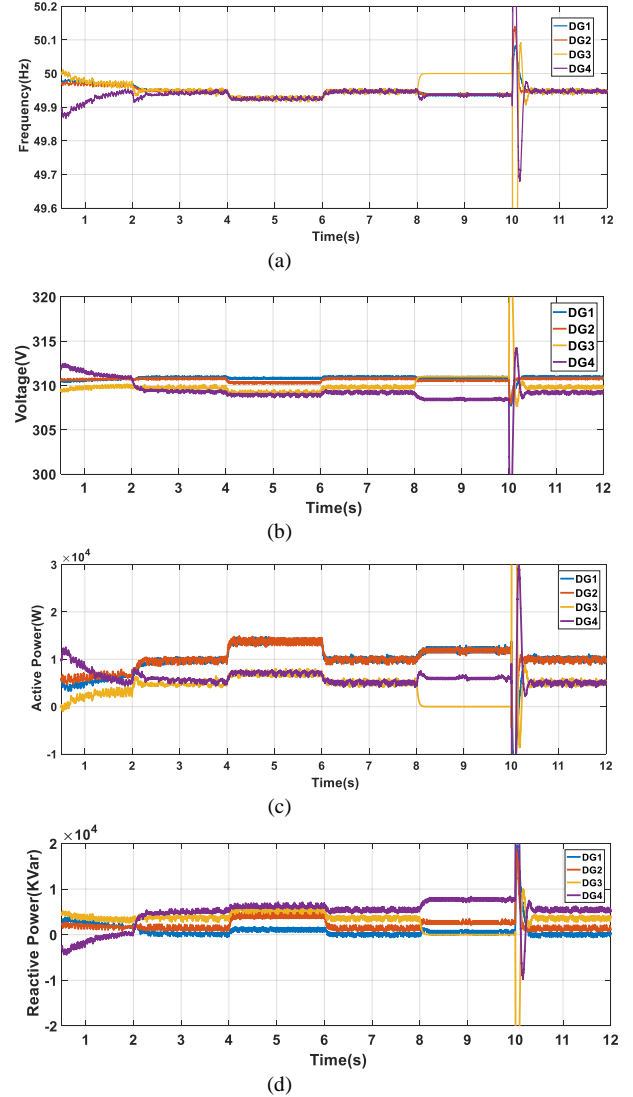 50.2
50.1
50
49.9
49.8
49.7
49.6
Frequency(Hz)
DG1
DG2
DG3
DG4
1 2 3 4 5 6 7 8 9 10 11 12
Time(s)
(a)
320
315
310
305
300
Voltage(V)
DG1
DG2
DG3
DG4
1 2 3 4 5 6 7 8 9 10 11 12
Time(s)
(b)
×10^4
3
2
1
0
-1
Active Power(W)
DG1
DG2
DG3
DG4
1 2 3 4 5 6 7 8 9 10 11 12
Time(s)
(c)
×10^4
2
1
0
-1
-2
Reactive Power(KVar)
DG1
DG2
DG3
DG4
1 2 3 4 5 6 7 8 9 10 11 12
Time(s)
(d)